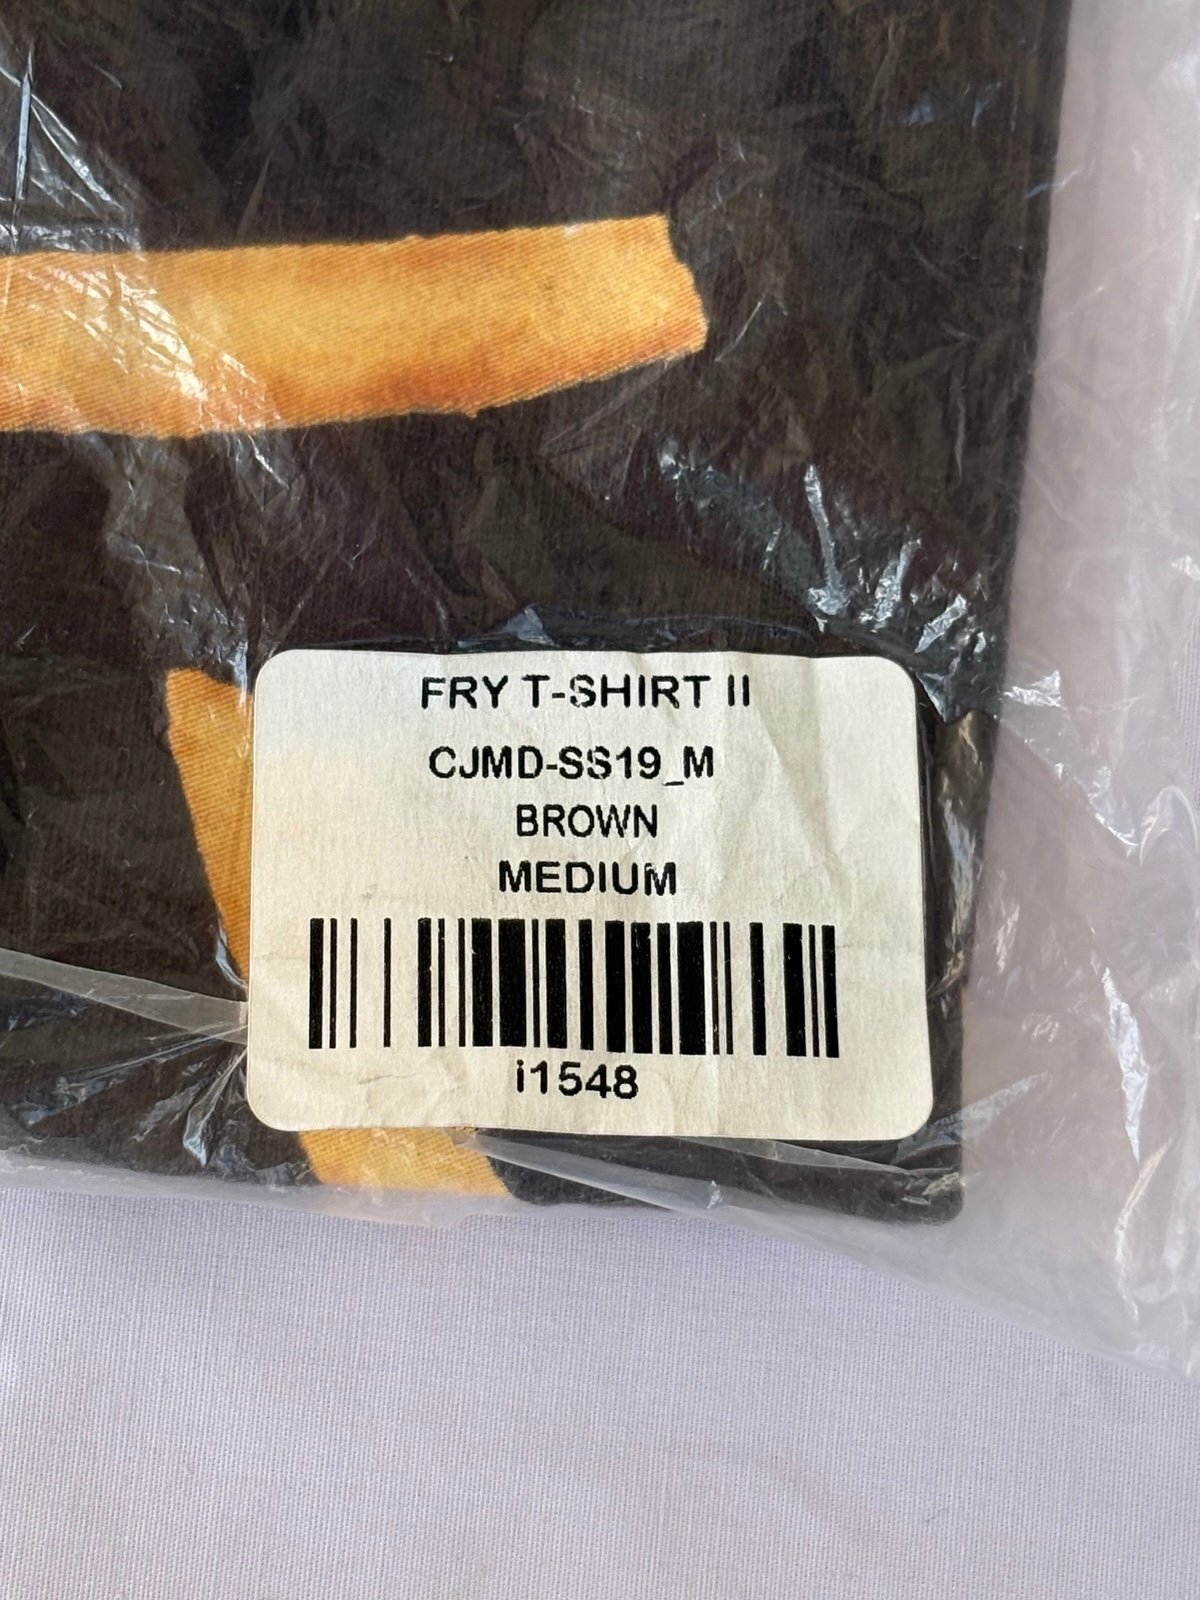 FRY T-SHIRT II
CJMD-SS19_M
BROWN
MEDIUM
i1548